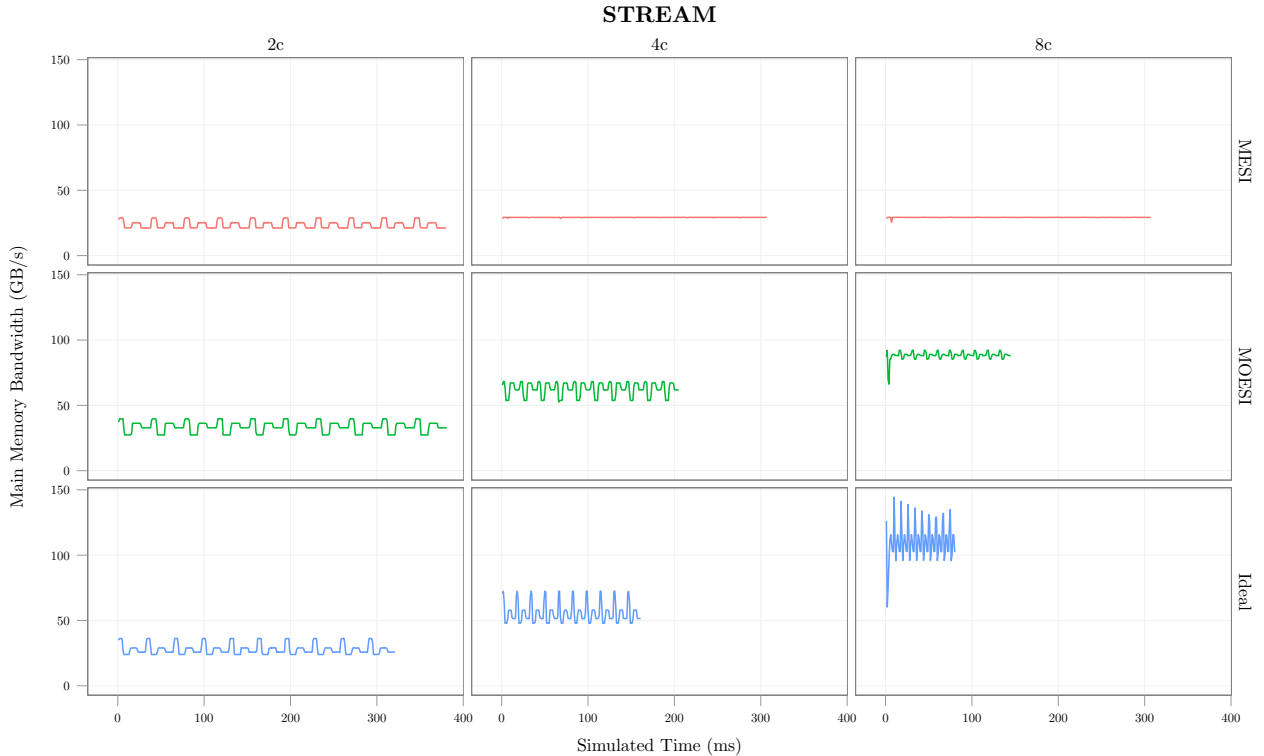 STREAM
2c 4c 8c
150
100
50
0
MESI
150
100
50
0
MOESI
150
100
50
0
Ideal
0 100 200 300 400 0 100 200 300 400 0 100 200 300 400
Simulated Time (ms)
Main Memory Bandwidth (GB/s)